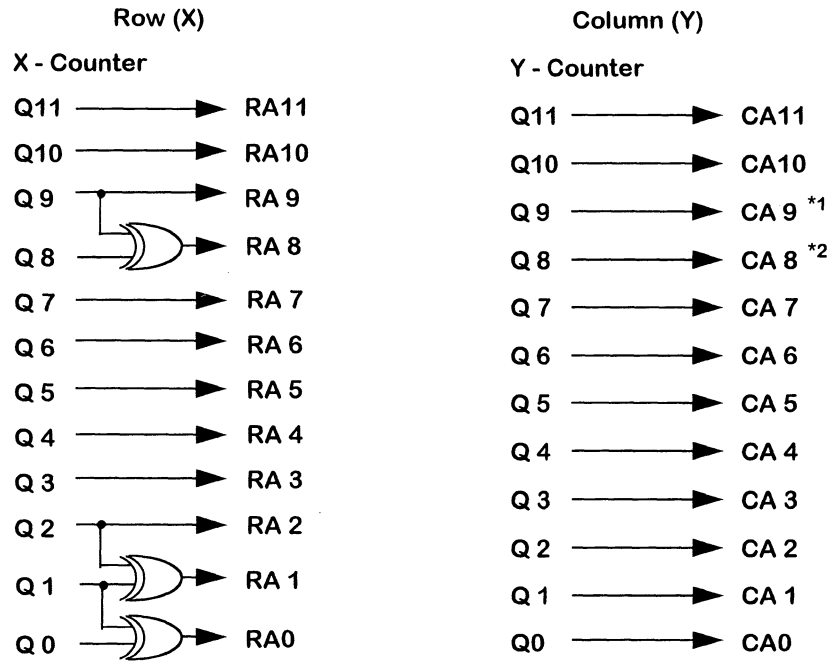 Row (X)
X - Counter
Q11 RA11
Q10 RA10
Q 9 RA 9
Q 8 RA 8
Q 7 RA 7
Q 6 RA 6
Q 5 RA 5
Q 4 RA 4
Q 3 RA 3
Q 2 RA 2
Q 1 RA 1
Q 0 RA0
Column (Y)
Y - Counter
Q11 CA11
Q10 CA10
Q 9 CA 9 *1
Q 8 CA 8 *2
Q 7 CA 7
Q 6 CA 6
Q 5 CA 5
Q 4 CA 4
Q 3 CA 3
Q 2 CA 2
Q 1 CA 1
Q0 CA0